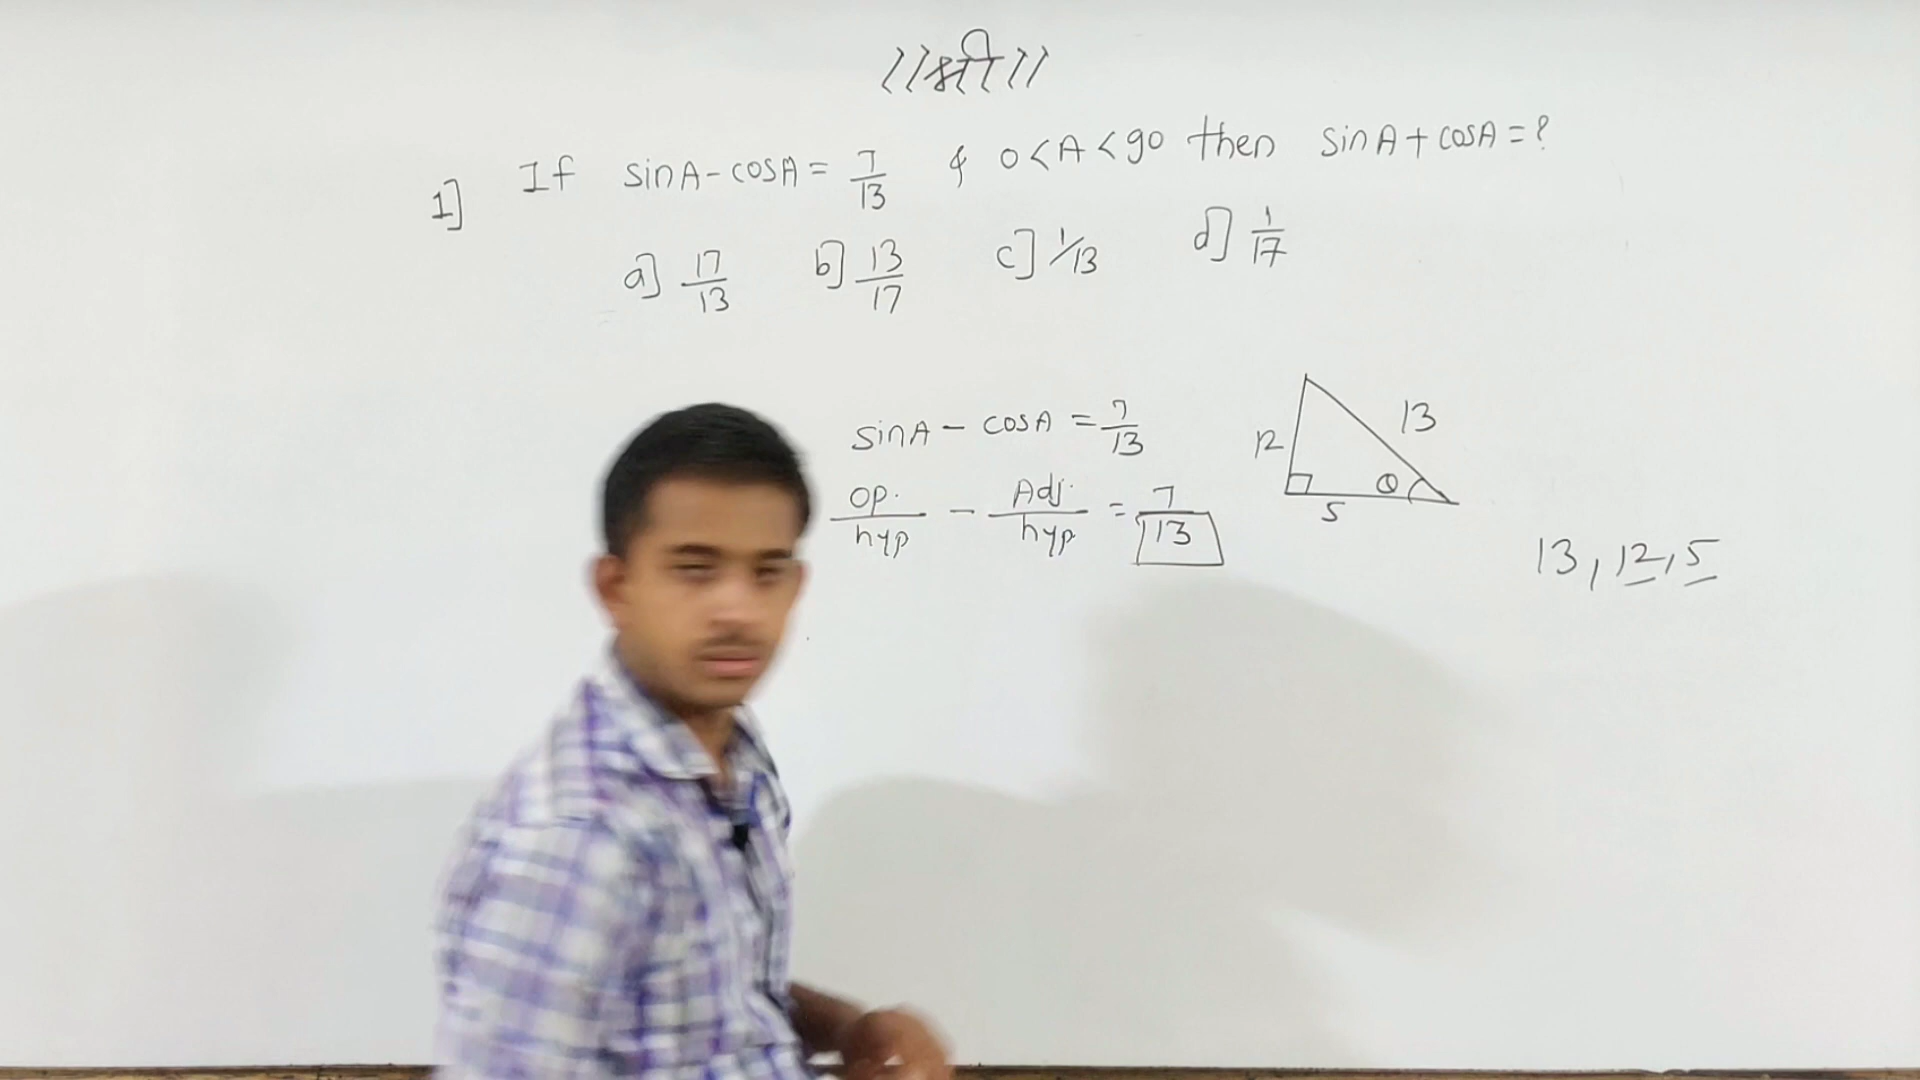 ।।श्री।।
1] If sinA - cosA = 7/13 & 0<A<90 then sinA + cosA = ?
a] 17/13 b] 13/17 c] 1/13 d] 1/17
sinA - cosA = 7/13
op./hyp - Adj./hyp = 7/13
12 13
5 θ
13, 12, 5